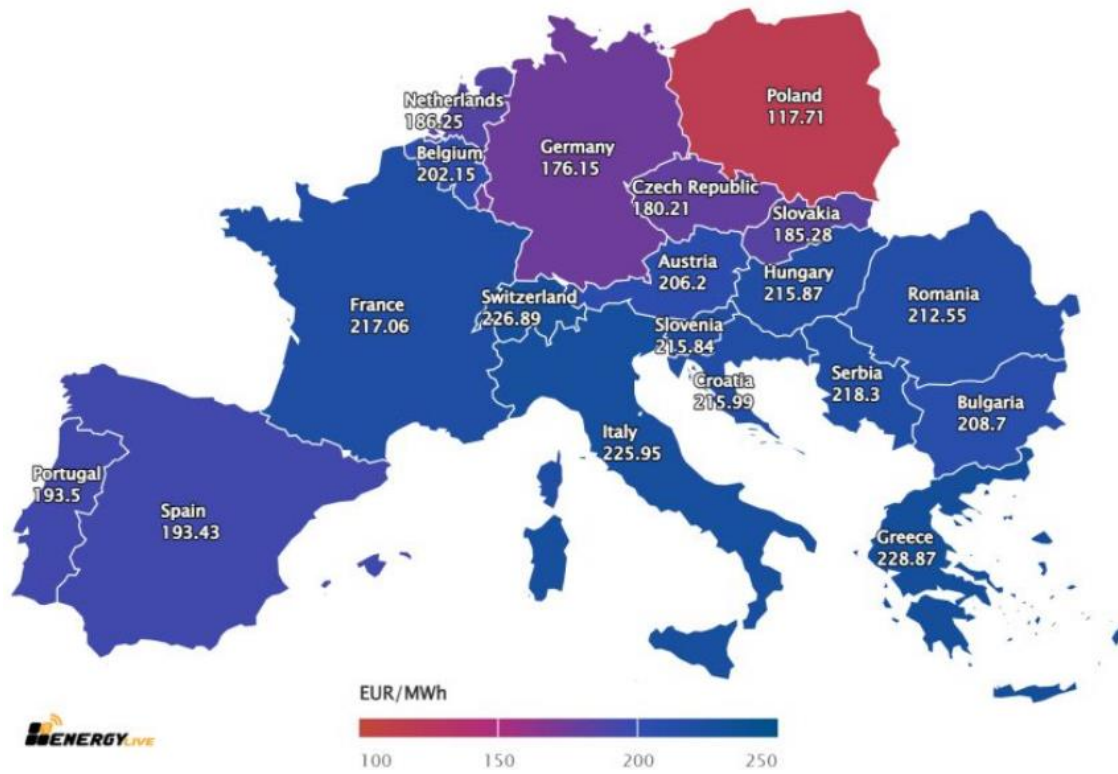 Poland
117.71
Netherlands
186.25
Germany
176.15
Belgium
202.15
Czech Republic
180.21
Slovakia
185.28
Austria
206.2
Hungary
215.87
France
217.06
Switzerland
226.89
Romania
212.55
Slovenia
215.84
Croatia
215.99
Serbia
218.3
Bulgaria
208.7
Italy
225.95
Portugal
193.5
Spain
193.43
Greece
228.87
EUR/MWh
100 150 200 250
ENERGY LIVE